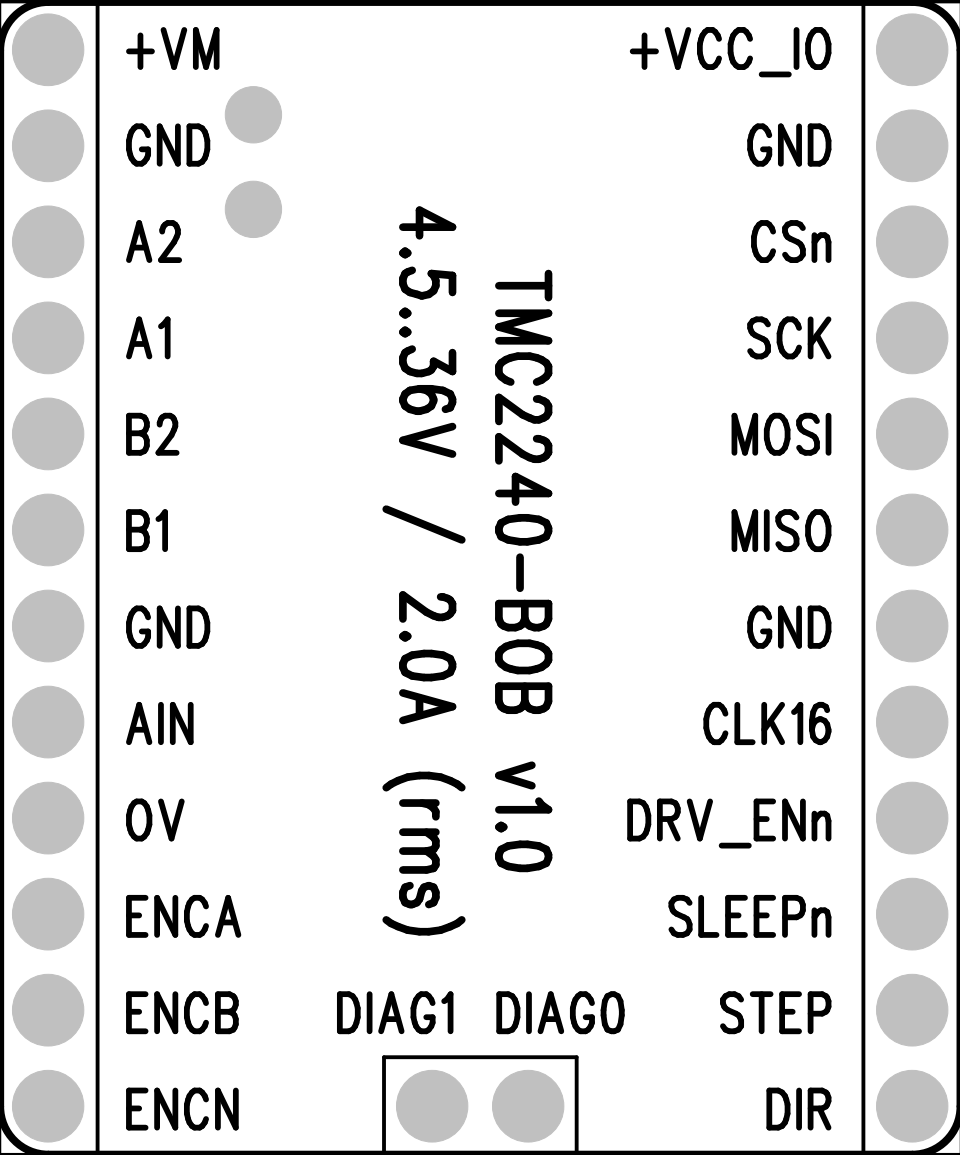 +VM
+VCC_IO
GND
GND
A2
CSn
A1
SCK
B2
MOSI
B1
MISO
GND
GND
AIN
CLK16
OV
DRV_ENn
ENCA
SLEEPn
ENCB
DIAG1
DIAG0
STEP
ENCN
DIR
TMC2240-BOB v1.0
4.5..36V / 2.0A (rms)